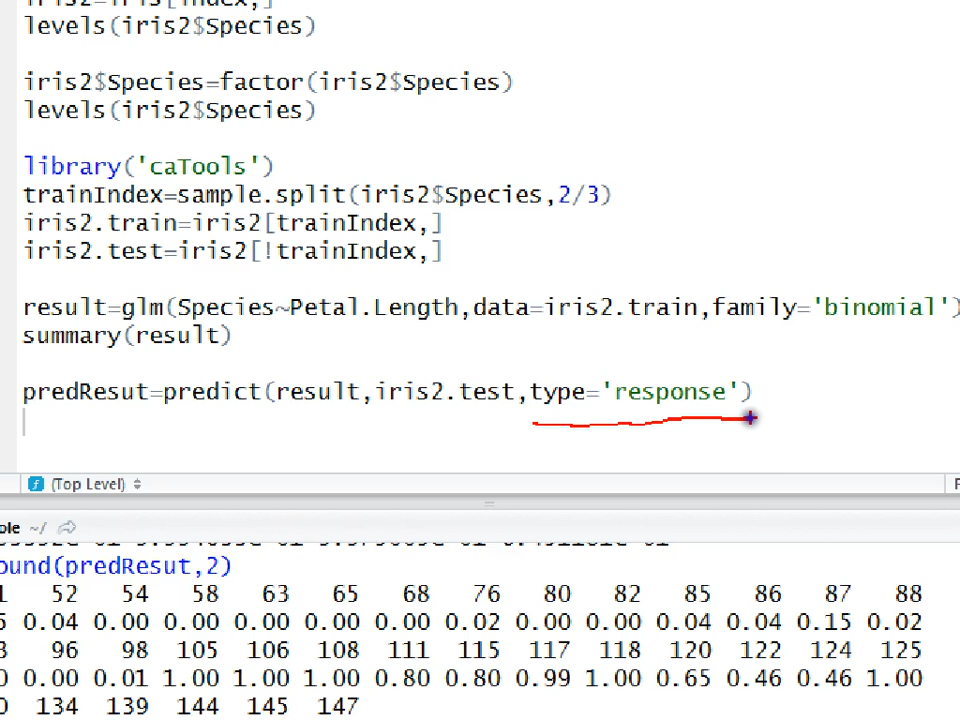 iris2=iris[index,]
levels(iris2$Species)
iris2$Species=factor(iris2$Species)
levels(iris2$Species)
library('caTools')
trainIndex=sample.split(iris2$Species,2/3)
iris2.train=iris2[trainIndex,]
iris2.test=iris2[!trainIndex,]
result=glm(Species~Petal.Length,data=iris2.train,family='binomial')
summary(result)
predResut=predict(result,iris2.test,type='response')
(Top Level)
ole ~/
ound(predResut,2)
52 54 58 63 65 68 76 80 82 85 86 87 88
0.04 0.00 0.00 0.00 0.00 0.00 0.02 0.00 0.00 0.04 0.04 0.15 0.02
96 98 105 106 108 111 115 117 118 120 122 124 125
0.00 0.01 1.00 1.00 1.00 0.80 0.80 0.99 1.00 0.65 0.46 0.46 1.00
134 139 144 145 147